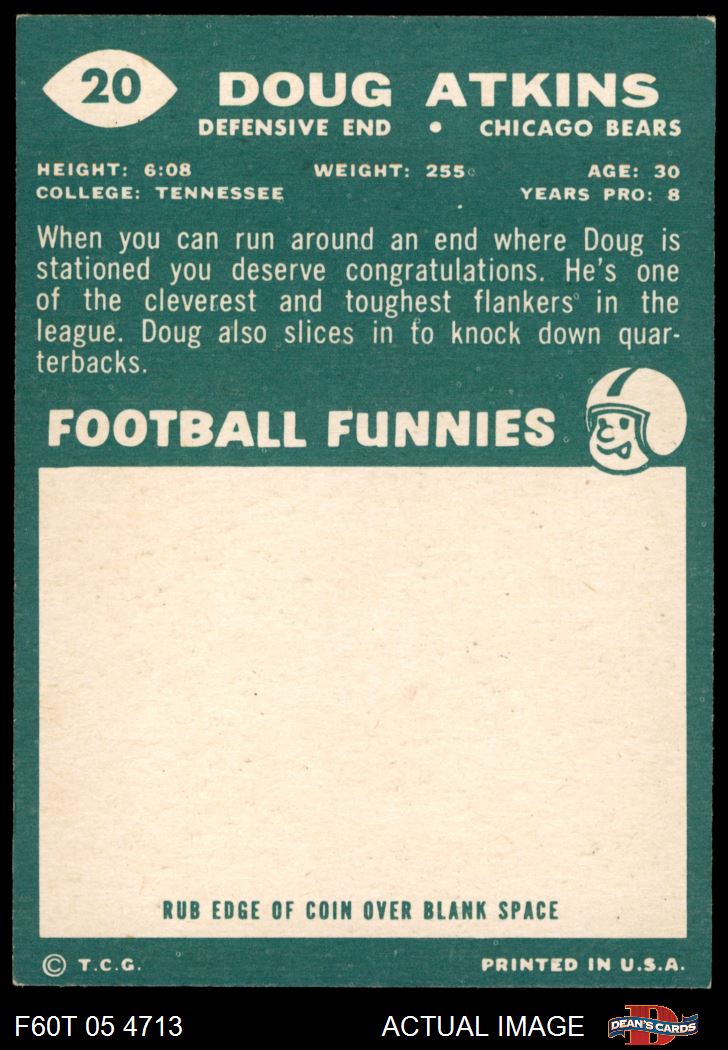 20
DOUG ATKINS
DEFENSIVE END • CHICAGO BEARS
HEIGHT: 6:08 WEIGHT: 255 AGE: 30
COLLEGE: TENNESSEE YEARS PRO: 8
When you can run around an end where Doug is
stationed you deserve congratulations. He's one
of the cleverest and toughest flankers in the
league. Doug also slices in to knock down quar-
terbacks.
FOOTBALL FUNNIES
RUB EDGE OF COIN OVER BLANK SPACE
© T.C.G. PRINTED IN U.S.A.
F60T 05 4713 ACTUAL IMAGE D DEAN'S CARDS